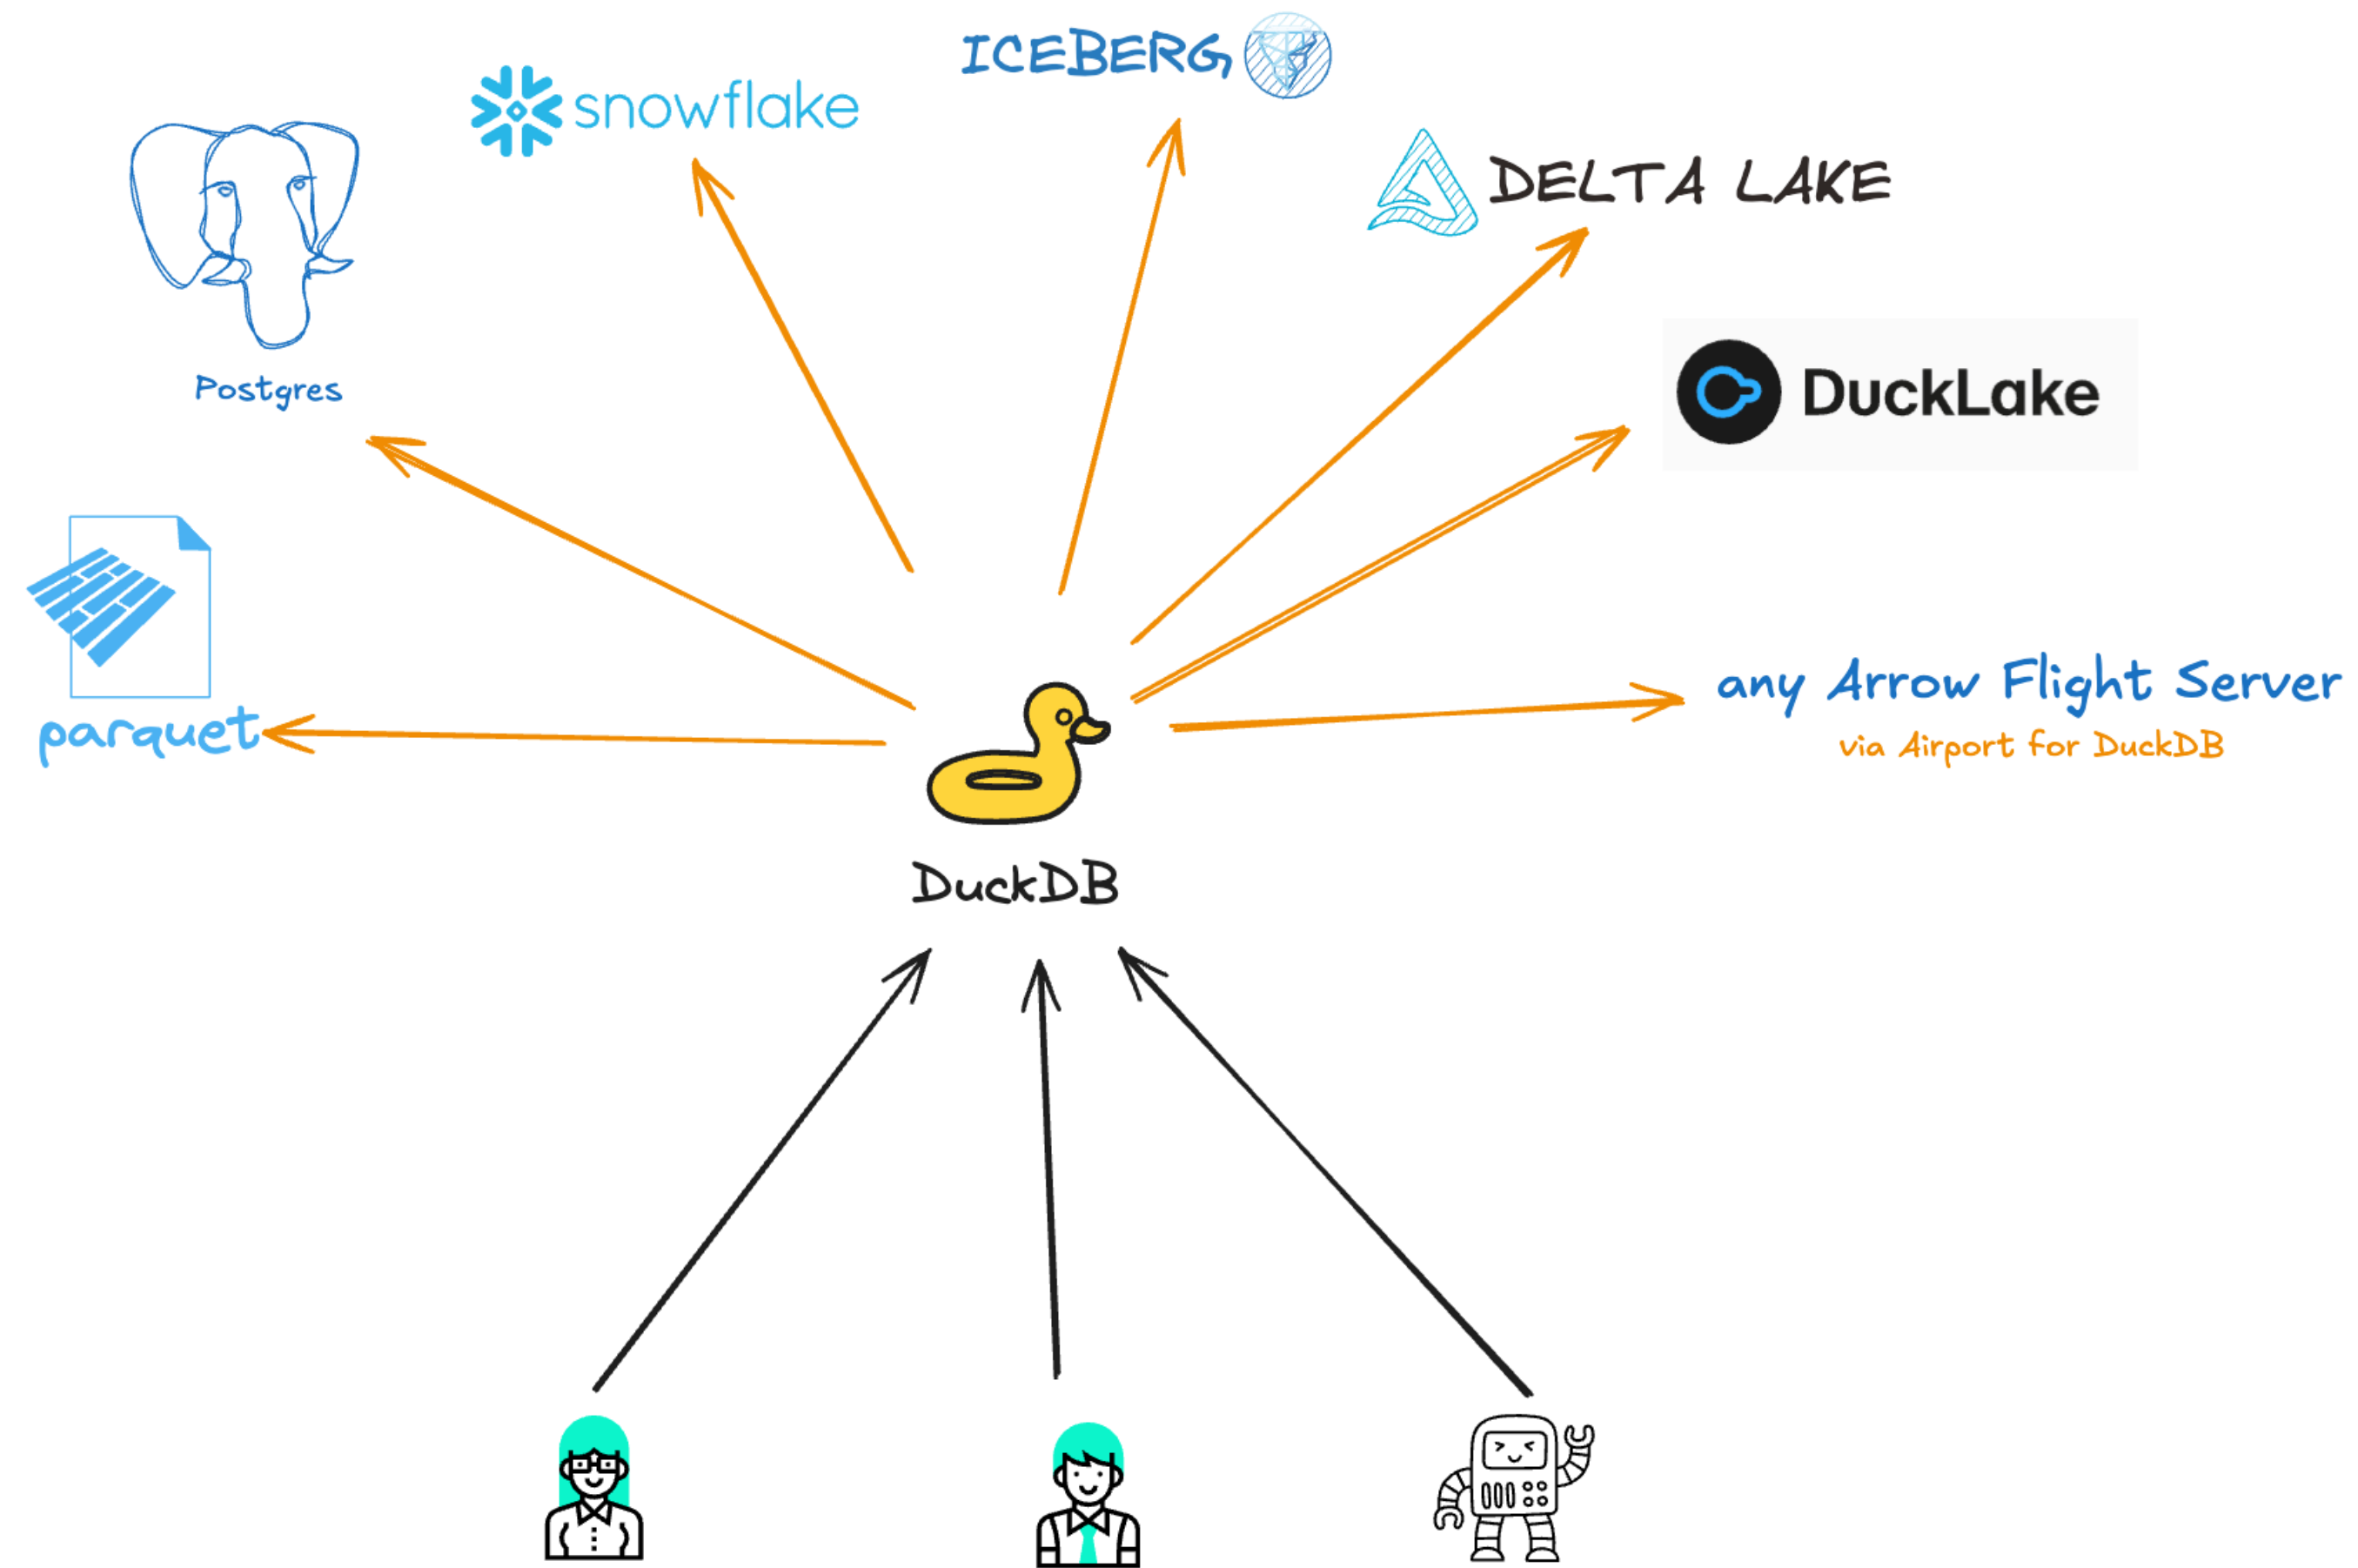 ICEBERG
snowflake
DELTA LAKE
Postgres
DuckLake
parquet
any Arrow Flight Server
via Airport for DuckDB
DuckDB